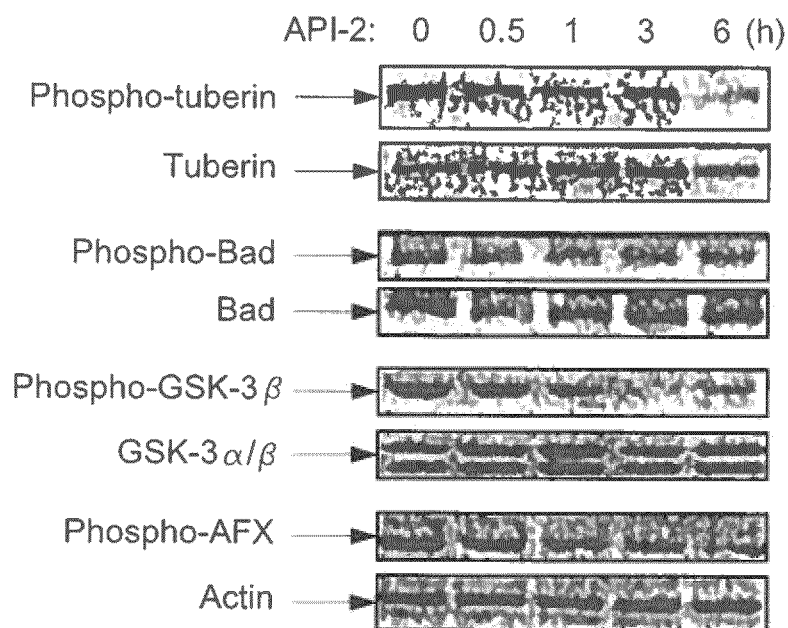 API-2: 0 0.5 1 3 6 (h)
Phospho-tuberin
Tuberin
Phospho-Bad
Bad
Phospho-GSK-3β
GSK-3α/β
Phospho-AFX
Actin